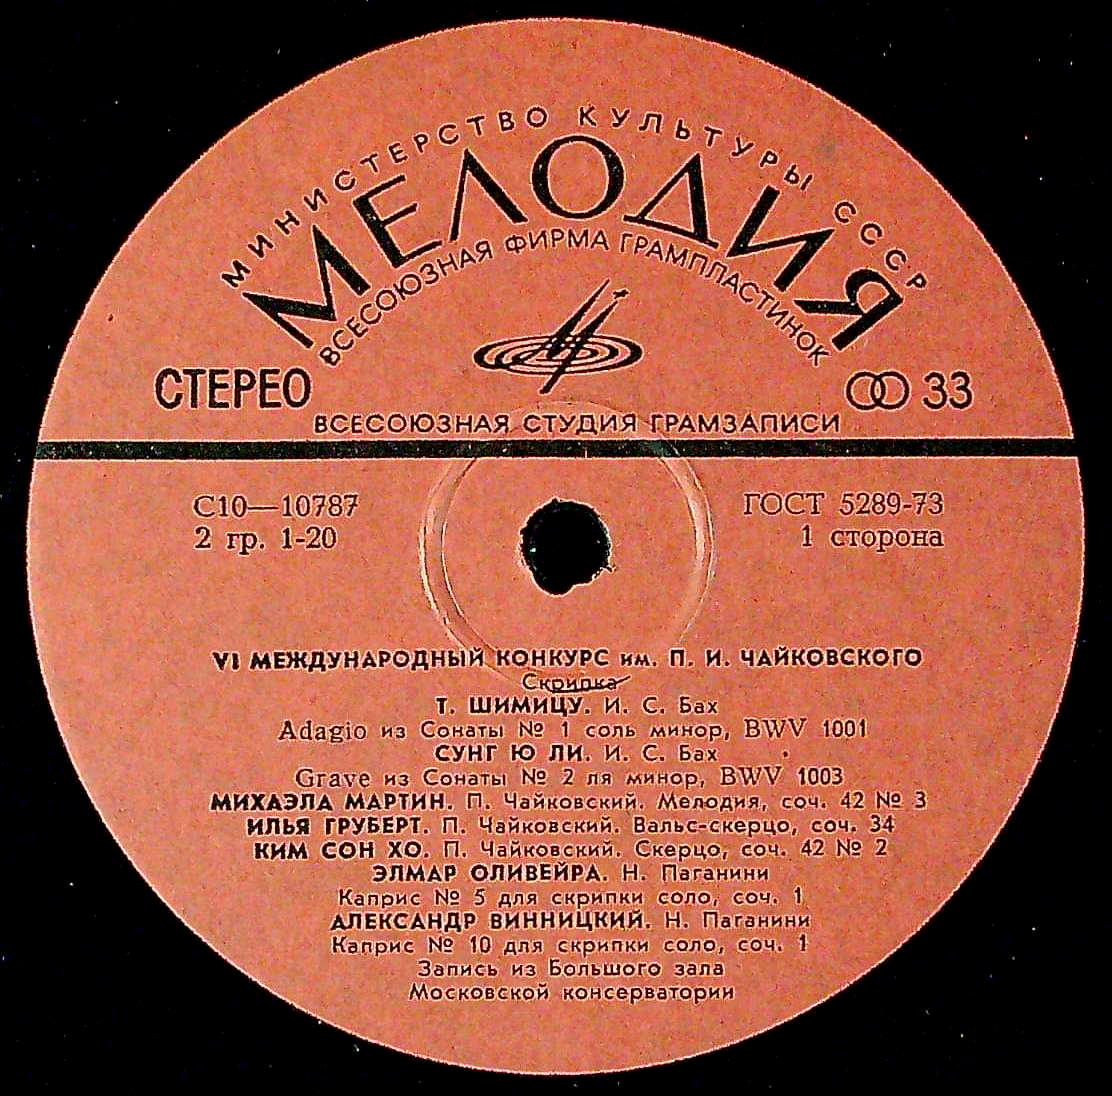 МИНИСТЕРСТВО КУЛЬТУРЫ СССР
МЕЛОДИЯ
ВСЕСОЮЗНАЯ ФИРМА ГРАМПЛАСТИНОК
СТЕРЕО
33
ВСЕСОЮЗНАЯ СТУДИЯ ГРАМЗАПИСИ
С10—10787
ГОСТ 5289-73
2 гр. 1-20
1 сторона
VI МЕЖДУНАРОДНЫЙ КОНКУРС им. П. И. ЧАЙКОВСКОГО
Скрипка
Т. ШИМИЦУ. И. С. Бах
Adagio из Сонаты № 1 соль минор, BWV 1001
СУНГ Ю ЛИ. И. С. Бах
Grave из Сонаты № 2 ля минор, BWV 1003
МИХАЭЛА МАРТИН. П. Чайковский. Мелодия, соч. 42 № 3
ИЛЬЯ ГРУБЕРТ. П. Чайковский. Вальс-скерцо, соч. 34
КИМ СОН ХО. П. Чайковский. Скерцо, соч. 42 № 2
ЭЛМАР ОЛИВЕЙРА. Н. Паганини
Каприс № 5 для скрипки соло, соч. 1
АЛЕКСАНДР ВИННИЦКИЙ. Н. Паганини
Каприс № 10 для скрипки соло, соч. 1
Запись из Большого зала
Московской консерватории